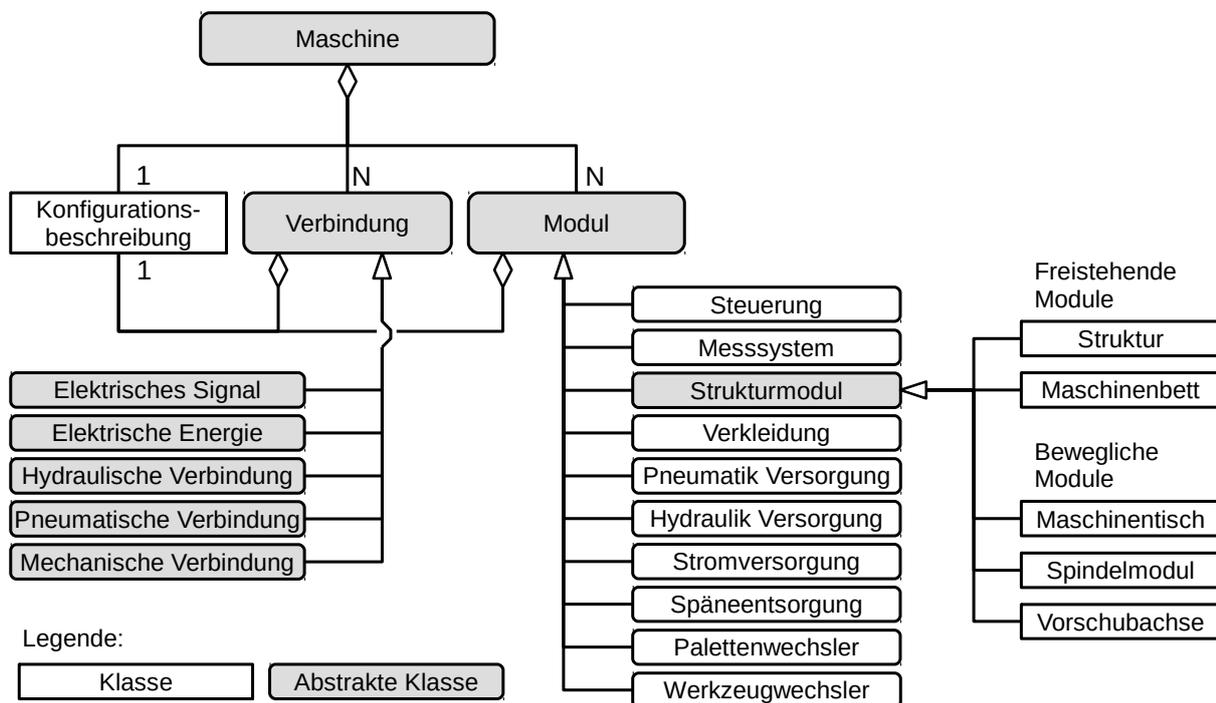 Maschine
1
N
N
Konfigurations-
beschreibung
Verbindung
Modul
1
Steuerung
Messsystem
Strukturmodul
Verkleidung
Pneumatik Versorgung
Hydraulik Versorgung
Stromversorgung
Späneentsorgung
Palettenwechsler
Werkzeugwechsler
Freistehende
Module
Struktur
Maschinenbett
Bewegliche
Module
Maschinentisch
Spindelmodul
Vorschubachse
Elektrisches Signal
Elektrische Energie
Hydraulische Verbindung
Pneumatische Verbindung
Mechanische Verbindung
Legende:
Klasse
Abstrakte Klasse